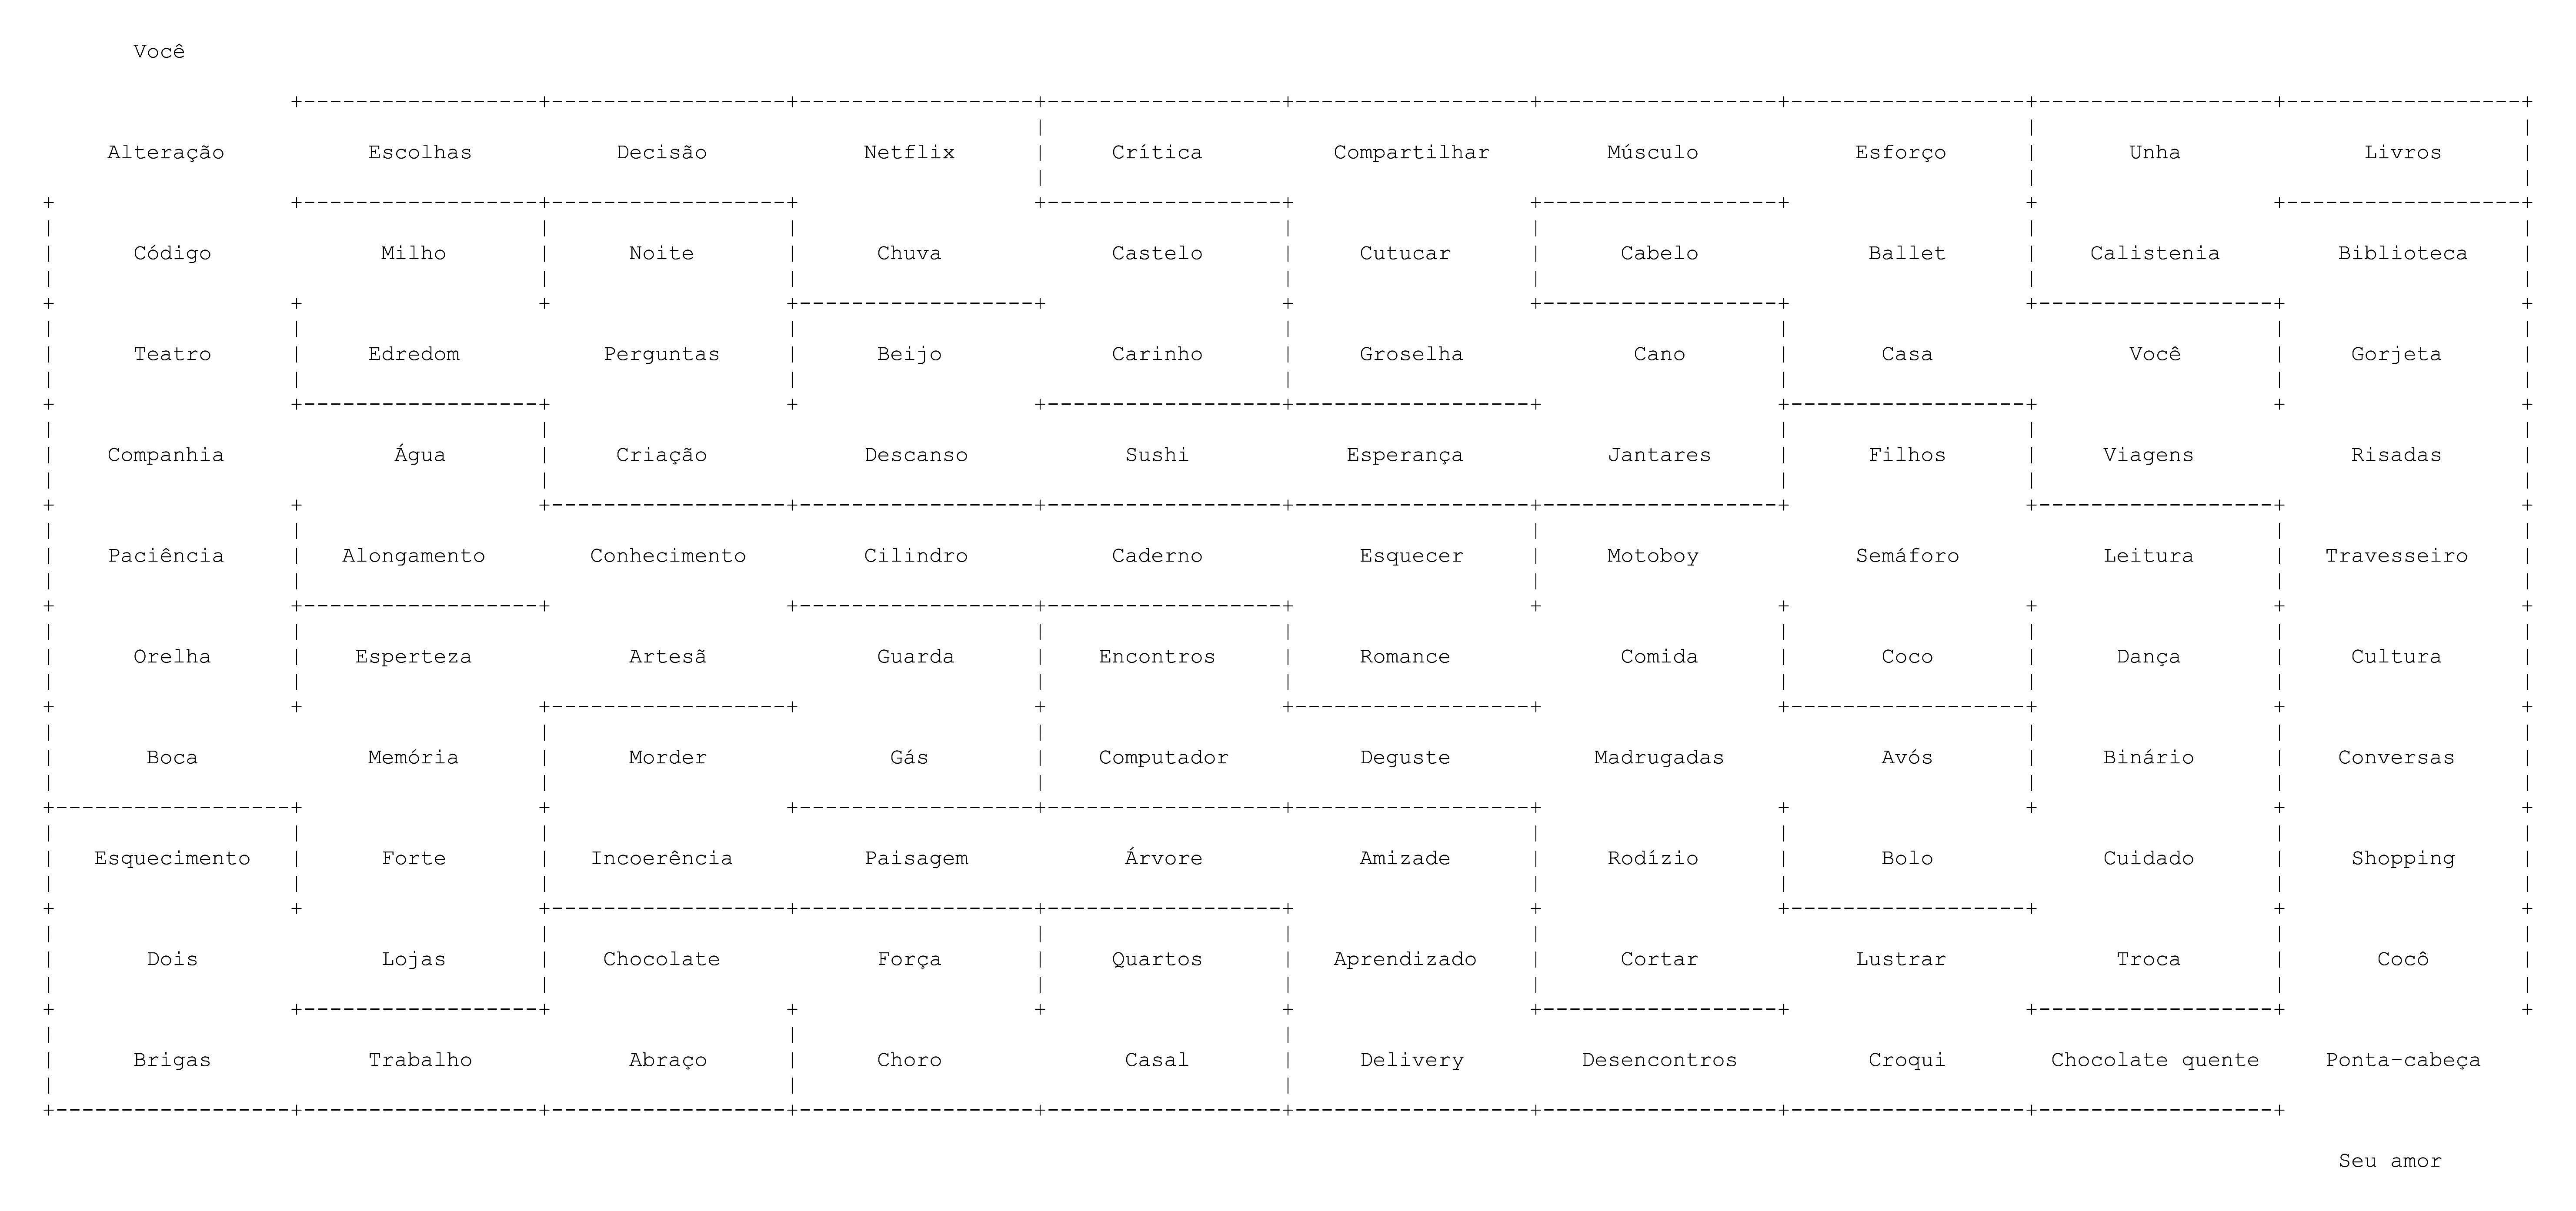 Você
Alteração Escolhas Decisão Netflix Crítica Compartilhar Músculo Esforço Unha Livros
Código Milho Noite Chuva Castelo Cutucar Cabelo Ballet Calistenia Biblioteca
Teatro Edredom Perguntas Beijo Carinho Groselha Cano Casa Você Gorjeta
Companhia Água Criação Descanso Sushi Esperança Jantares Filhos Viagens Risadas
Paciência Alongamento Conhecimento Cilindro Caderno Esquecer Motoboy Semáforo Leitura Travesseiro
Orelha Esperteza Artesã Guarda Encontros Romance Comida Coco Dança Cultura
Boca Memória Morder Gás Computador Deguste Madrugadas Avós Binário Conversas
Esquecimento Forte Incoerência Paisagem Árvore Amizade Rodízio Bolo Cuidado Shopping
Dois Lojas Chocolate Força Quartos Aprendizado Cortar Lustrar Troca Cocô
Brigas Trabalho Abraço Choro Casal Delivery Desencontros Croqui Chocolate quente Ponta-cabeça
Seu amor